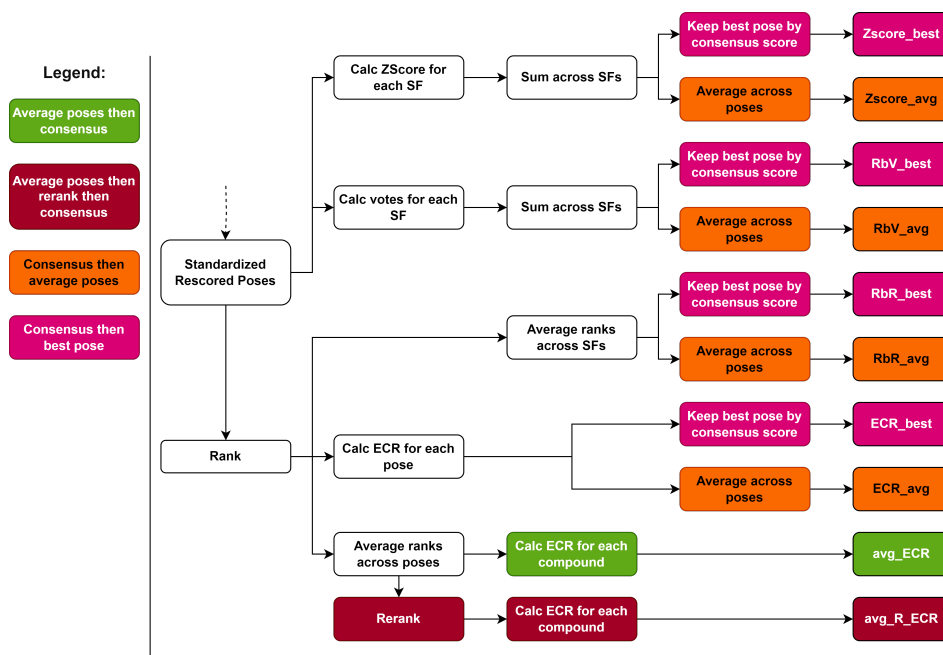 Legend:
Average poses then
consensus
Average poses then
rerank then
consensus
Consensus then
average poses
Consensus then
best pose
Standardized
Rescored Poses
Rank
Calc ZScore for
each SF
Sum across SFs
Keep best pose by
consensus score
Zscore_best
Average across
poses
Zscore_avg
Calc votes for each
SF
Sum across SFs
Keep best pose by
consensus score
RbV_best
Average across
poses
RbV_avg
Average ranks
across SFs
Keep best pose by
consensus score
RbR_best
Average across
poses
RbR_avg
Calc ECR for each
pose
Keep best pose by
consensus score
ECR_best
Average across
poses
ECR_avg
Average ranks
across poses
Calc ECR for each
compound
avg_ECR
Rerank
Calc ECR for each
compound
avg_R_ECR